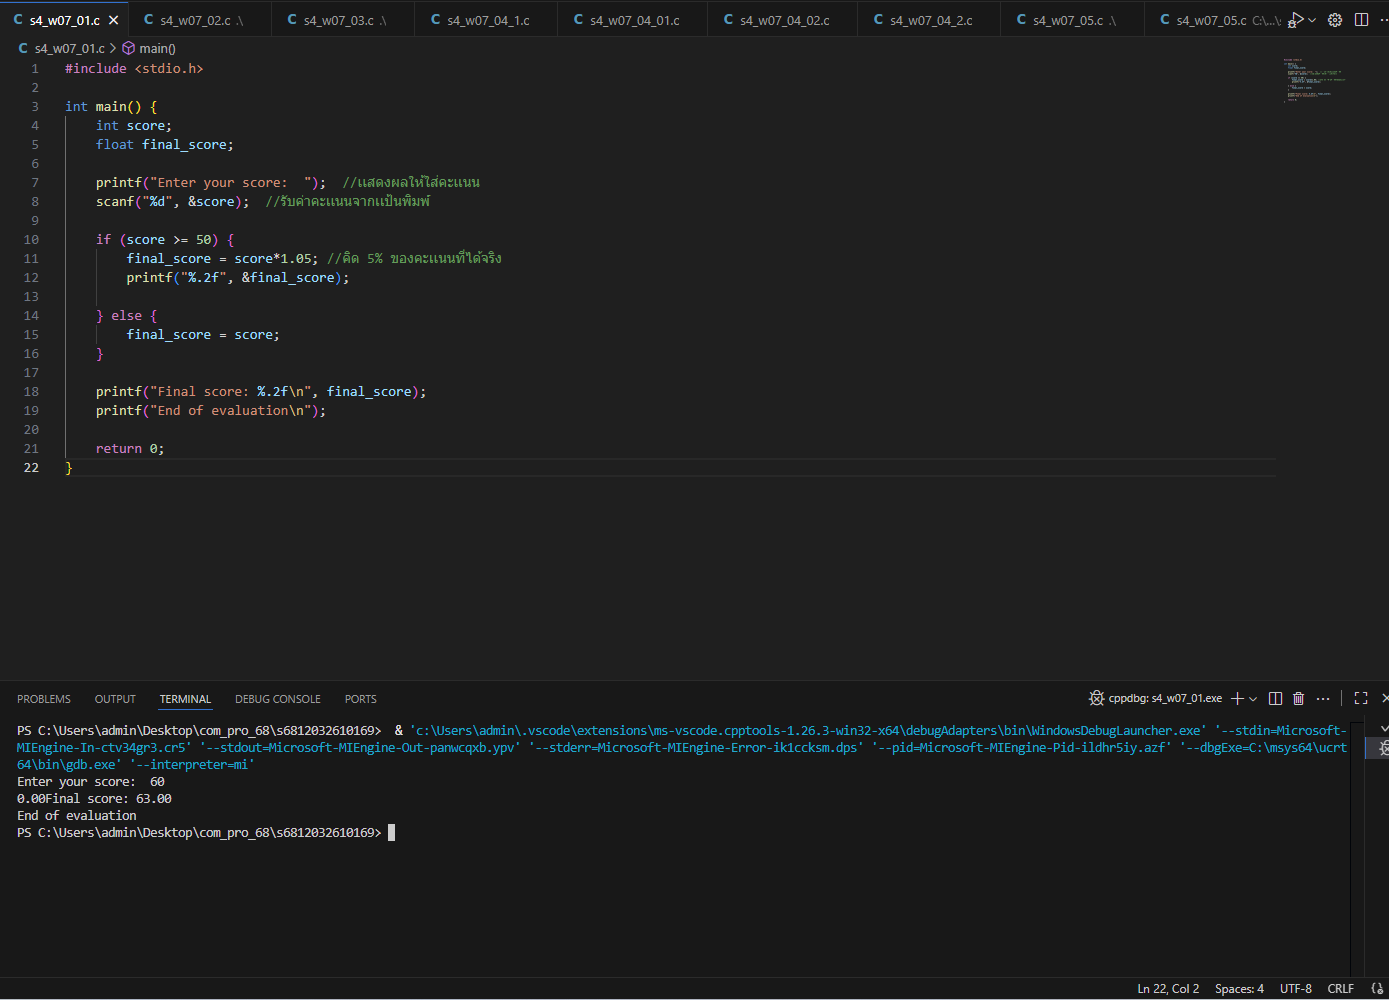 s4_w07_01.c s4_w07_02.c .\ s4_w07_03.c .\ s4_w07_04_1.c s4_w07_04_01.c s4_w07_04_02.c s4_w07_04_2.c s4_w07_05.c .\ s4_w07_05.c C:\...\
s4_w07_01.c > main()
1 #include <stdio.h>
2
3 int main() {
4 int score;
5 float final_score;
6
7 printf("Enter your score:  ");  //แสดงผลให้ใส่คะแนน
8 scanf("%d", &score);  //รับค่าคะแนนจากแป้นพิมพ์
9
10 if (score >= 50) {
11 final_score = score*1.05; //คิด 5% ของคะแนนที่ได้จริง
12 printf("%.2f", &final_score);
13
14 } else {
15 final_score = score;
16 }
17
18 printf("Final score: %.2f\n", final_score);
19 printf("End of evaluation\n");
20
21 return 0;
22 }
PROBLEMS OUTPUT TERMINAL DEBUG CONSOLE PORTS cppdbg: s4_w07_01.exe
PS C:\Users\admin\Desktop\com_pro_68\s6812032610169>  & 'c:\Users\admin\.vscode\extensions\ms-vscode.cpptools-1.26.3-win32-x64\debugAdapters\bin\WindowsDebugLauncher.exe' '--stdin=Microsoft-
MIEngine-In-ctv34gr3.cr5' '--stdout=Microsoft-MIEngine-Out-panwcqxb.ypv' '--stderr=Microsoft-MIEngine-Error-ik1ccksm.dps' '--pid=Microsoft-MIEngine-Pid-ildhr5iy.azf' '--dbgExe=C:\msys64\ucrt
64\bin\gdb.exe' '--interpreter=mi'
Enter your score:  60
0.00Final score: 63.00
End of evaluation
PS C:\Users\admin\Desktop\com_pro_68\s6812032610169>
Ln 22, Col 2 Spaces: 4 UTF-8 CRLF